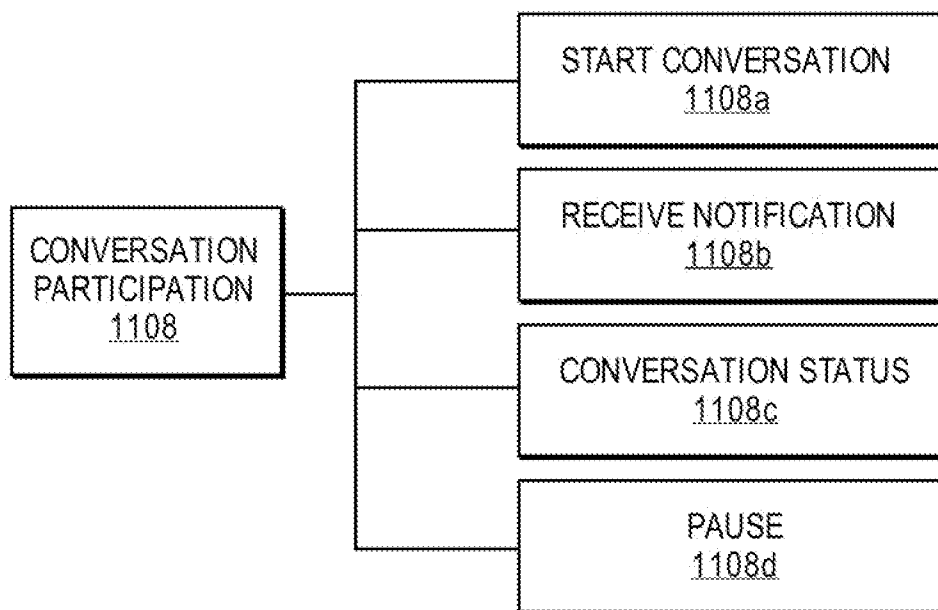 START CONVERSATION
1108a
RECEIVE NOTIFICATION
1108b
CONVERSATION
PARTICIPATION
1108
CONVERSATION STATUS
1108c
PAUSE
1108d